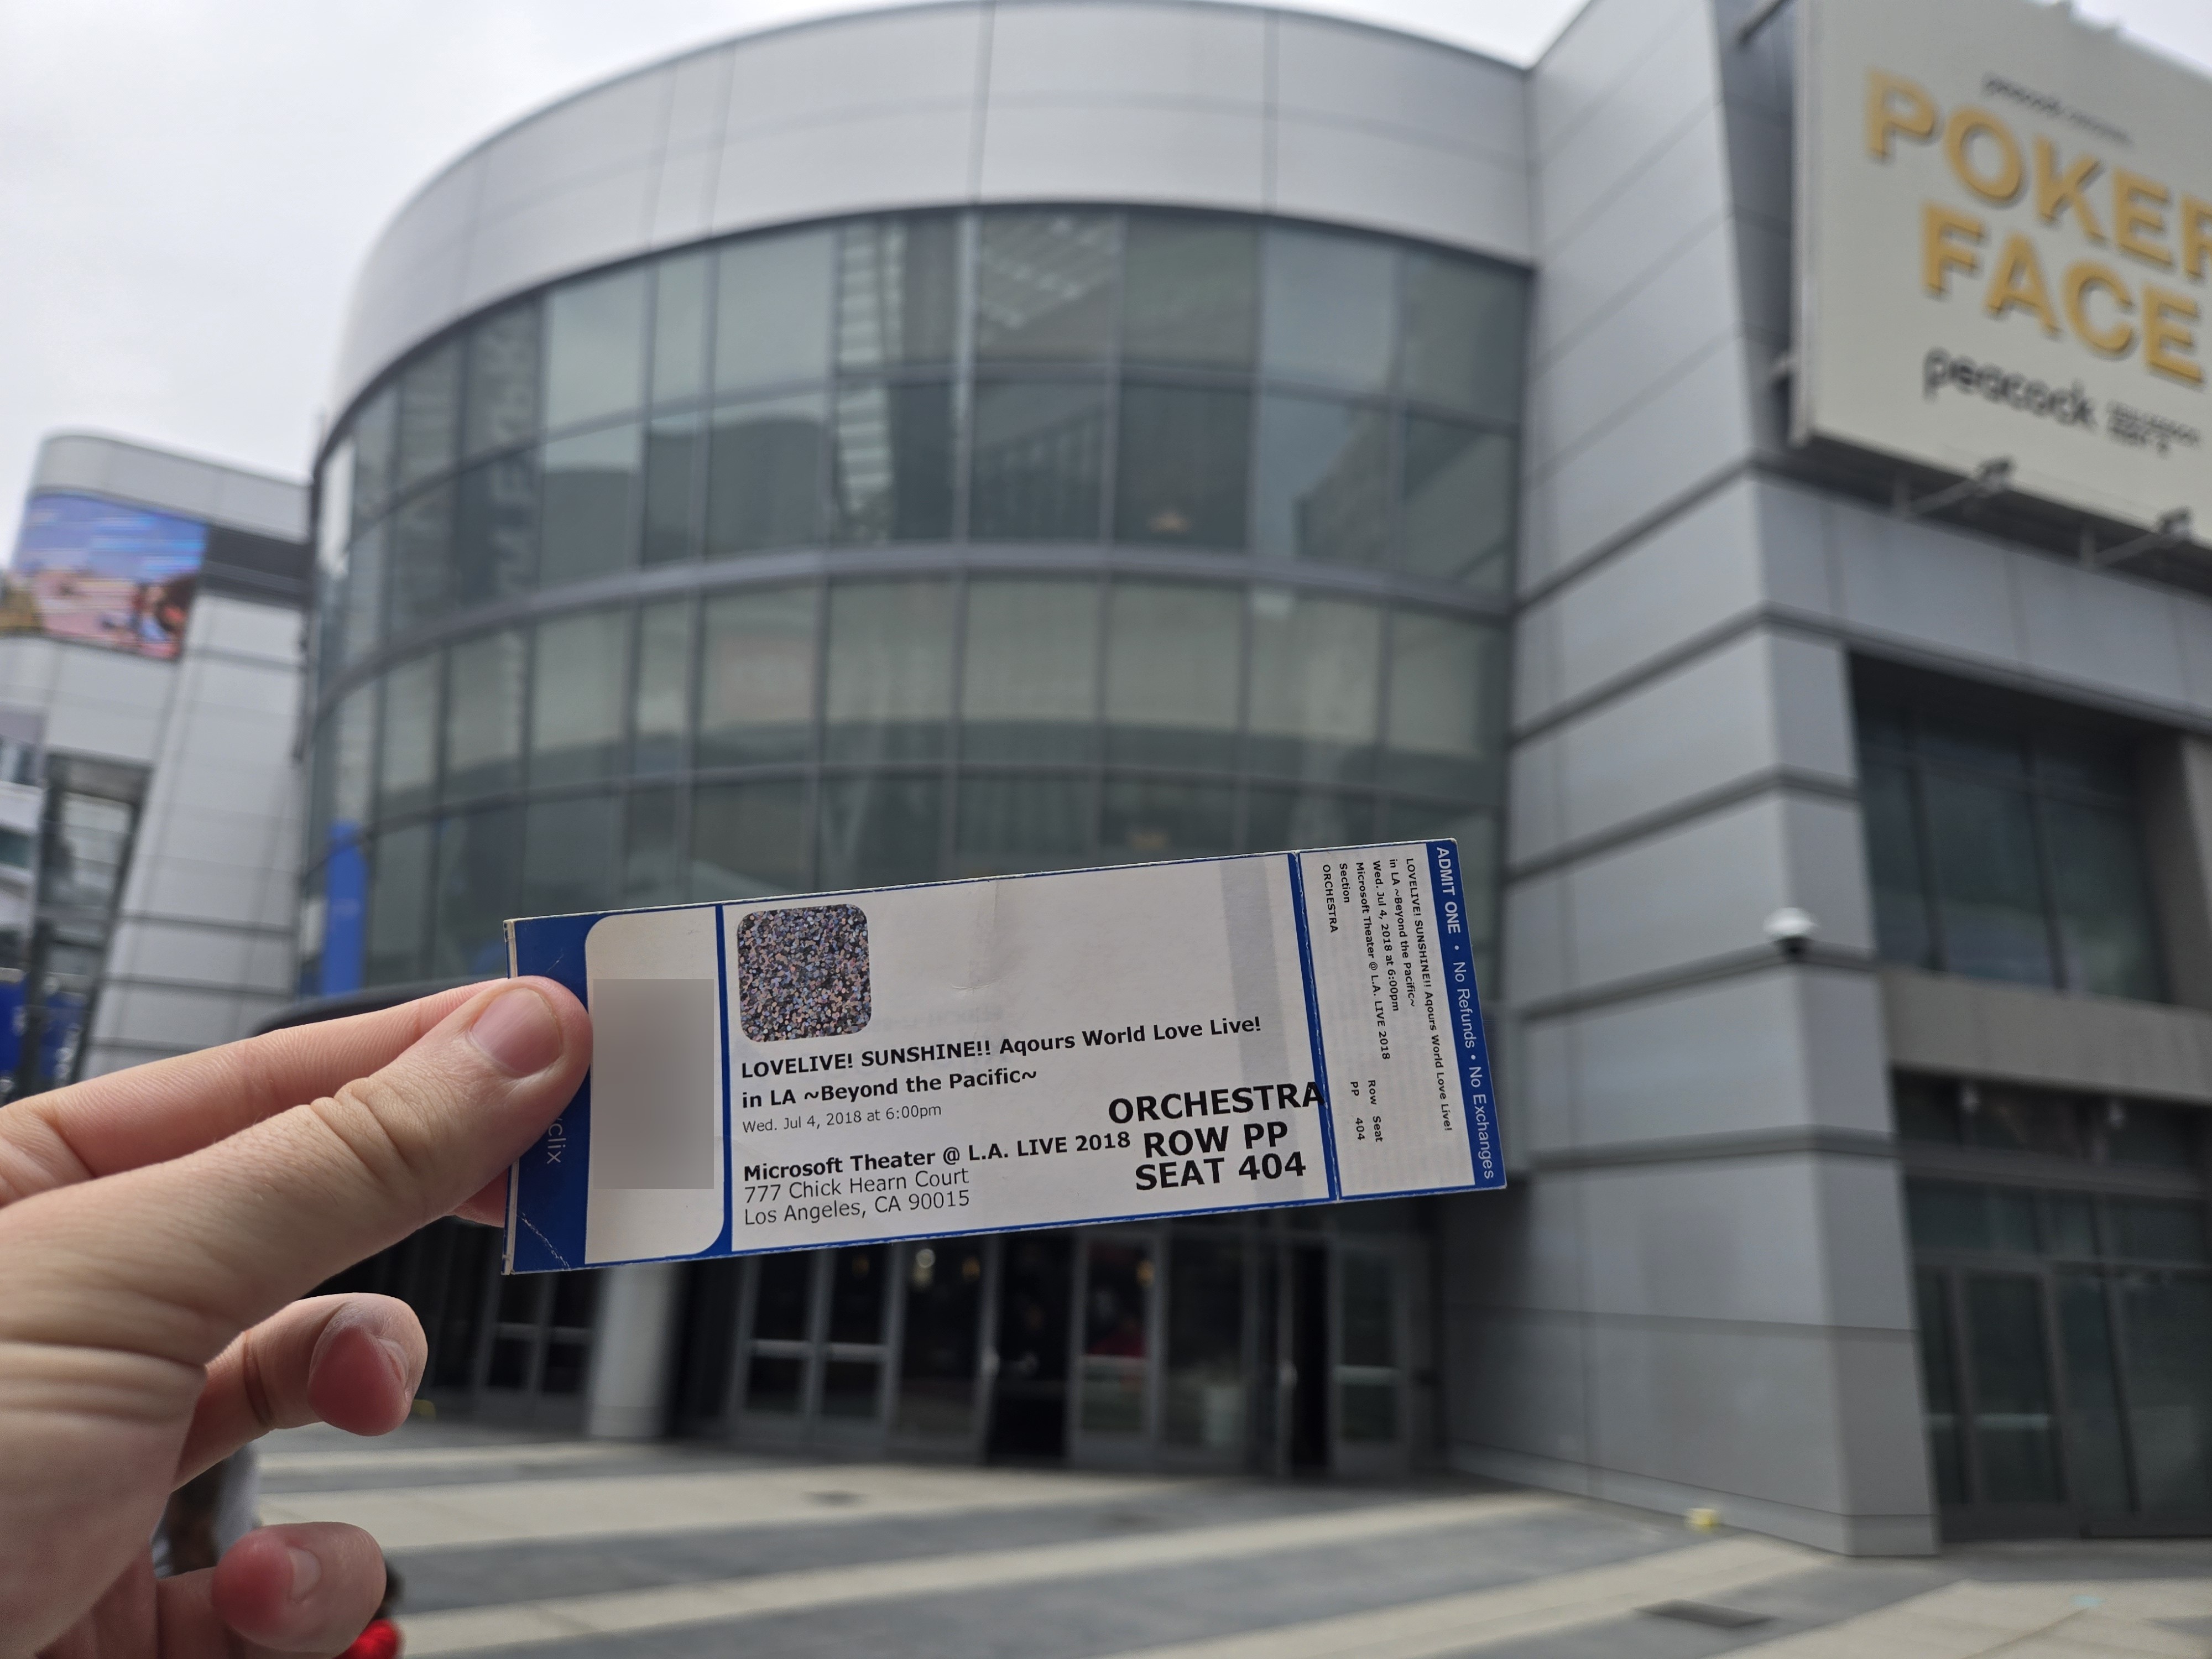 POKER
FACE
peacock
clix
LOVELIVE! SUNSHINE!! Aqours World Love Live!
in LA ~Beyond the Pacific~
Wed. Jul 4, 2018 at 6:00pm
Microsoft Theater @ L.A. LIVE 2018
777 Chick Hearn Court
Los Angeles, CA 90015
ORCHESTRA
ROW PP
SEAT 404
ADMIT ONE • No Refunds • No Exchanges
LOVELIVE! SUNSHINE!! Aqours World Love Live!
in LA ~Beyond the Pacific~
Wed. Jul 4, 2018 at 6:00pm
Microsoft Theater @ L.A. LIVE 2018
Section Row Seat
ORCHESTRA PP 404